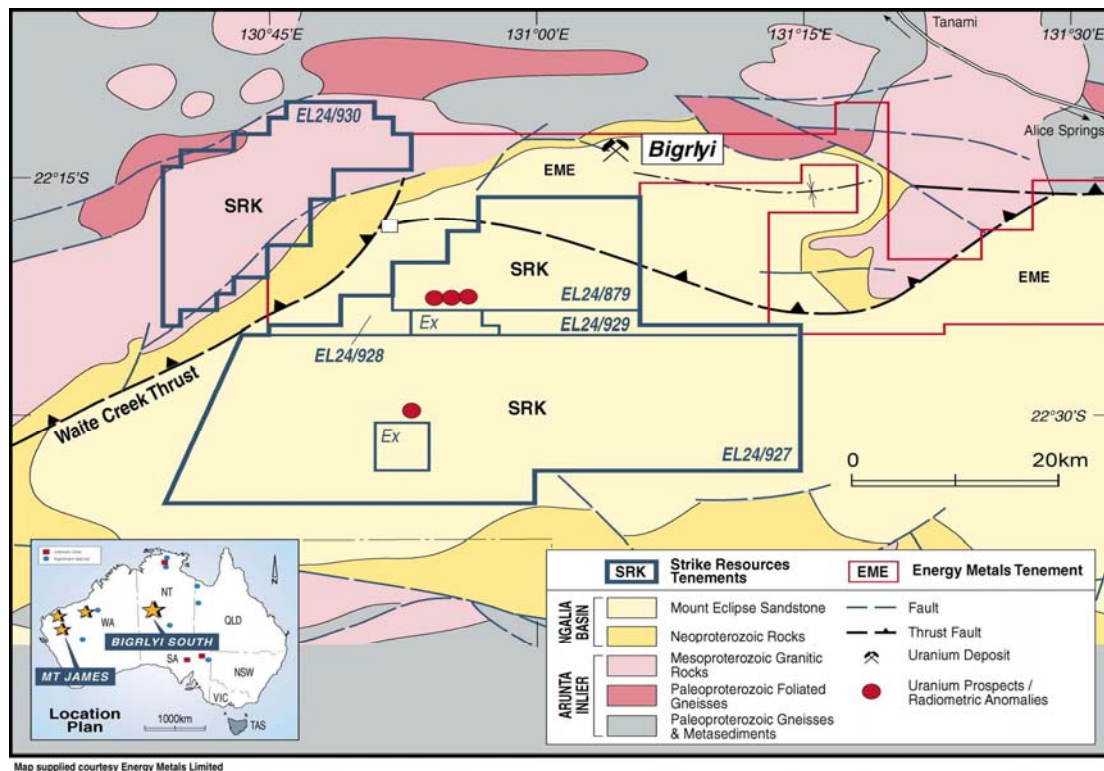 130°45'E
131°00'E
131°15'E
131°30'E
Tanami
Alice Springs
EL24/930
Bigrlyi
22°15'S
EME
SRK
SRK
EL24/879
EME
Ex
EL24/929
EL24/928
Waite Creek Thrust
SRK
22°30'S
Ex
EL24/927
0
20km
NT
WA
QLD
BIGRLYI SOUTH
SA
NSW
MT JAMES
VIC
Location
Plan
1000km
TAS
N
SRK
Strike Resources
Tenements
EME
Energy Metals Tenement
NGALIA
BASIN
Mount Eclipse Sandstone
Neoproterozoic Rocks
ARUNTA
INLIER
Mesoproterozoic Granitic
Rocks
Paleoproterozoic Foliated
Gneisses
Paleoproterozoic Gneisses
& Metasediments
Fault
Thrust Fault
Uranium Deposit
Uranium Prospects /
Radiometric Anomalies
Map supplied courtesy Energy Metals Limited